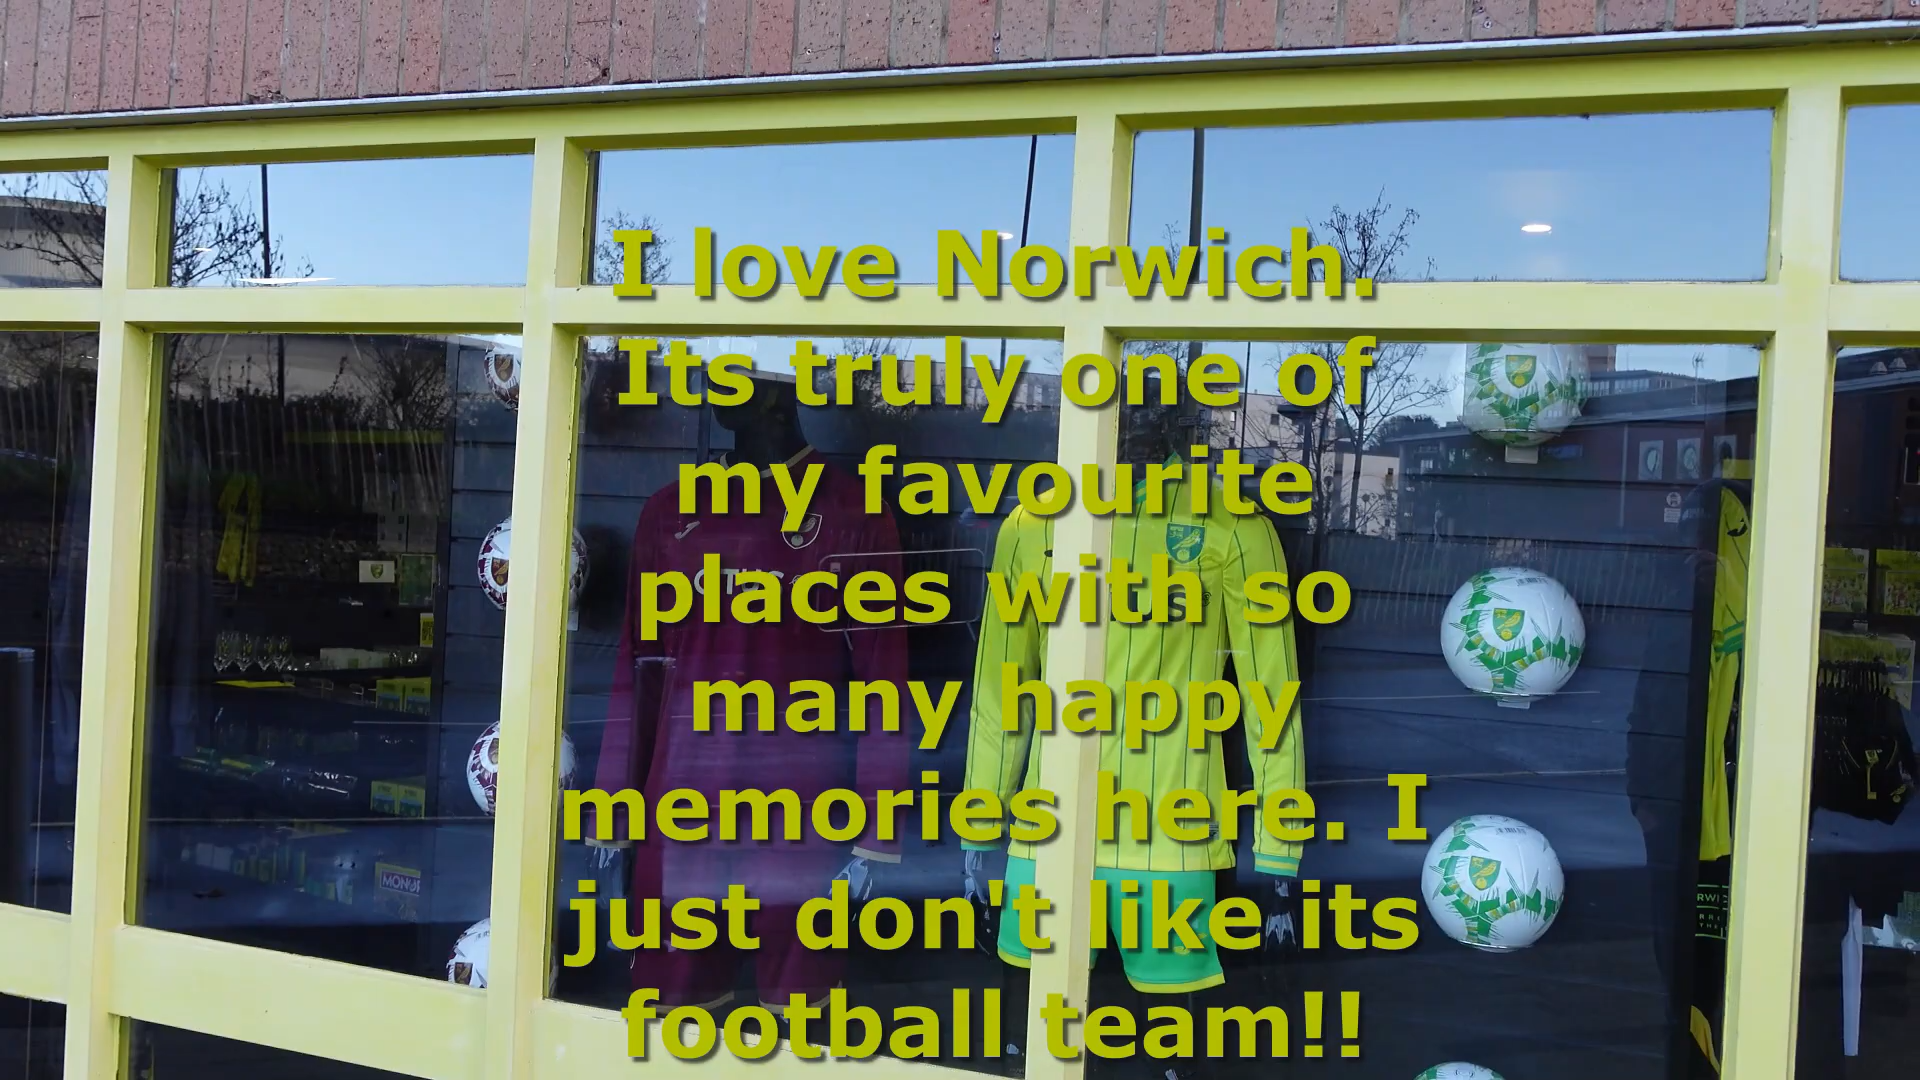 I love Norwich.
Its truly one of
my favourite
places with so
many happy
memories here. I
just don't like its
football team!!